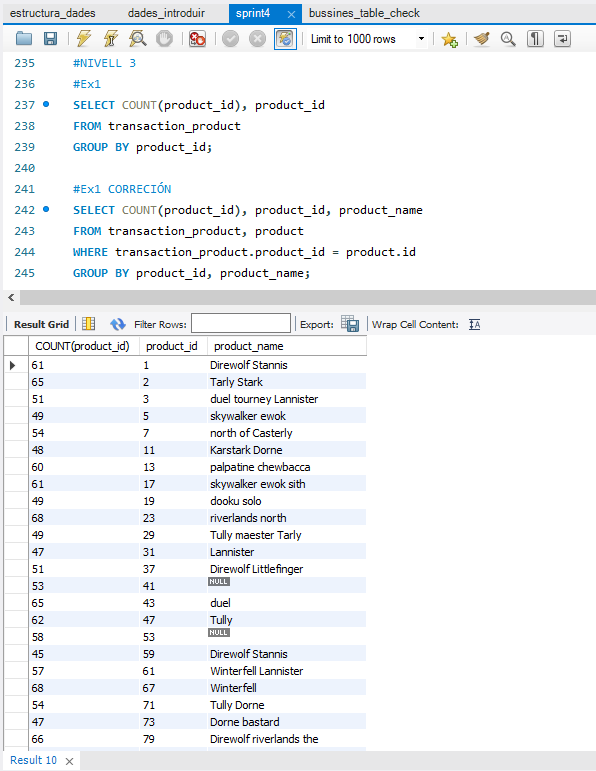 estructura_dades dades_introduir sprint4 × bussines_table_check
Limit to 1000 rows
235 #NIVELL 3
236 #Ex1
237 SELECT COUNT(product_id), product_id
238 FROM transaction_product
239 GROUP BY product_id;
240
241 #Ex1 CORRECIÓN
242 SELECT COUNT(product_id), product_id, product_name
243 FROM transaction_product, product
244 WHERE transaction_product.product_id = product.id
245 GROUP BY product_id, product_name;
Result Grid Filter Rows: Export: Wrap Cell Content: IA
COUNT(product_id) product_id product_name
61 1 Direwolf Stannis
65 2 Tarly Stark
51 3 duel tourney Lannister
49 5 skywalker ewok
54 7 north of Casterly
48 11 Karstark Dorne
60 13 palpatine chewbacca
61 17 skywalker ewok sith
49 19 dooku solo
68 23 riverlands north
49 29 Tully maester Tarly
47 31 Lannister
51 37 Direwolf Littlefinger
53 41 NULL
65 43 duel
62 47 Tully
58 53 NULL
45 59 Direwolf Stannis
57 61 Winterfell Lannister
68 67 Winterfell
54 71 Tully Dorne
47 73 Dorne bastard
66 79 Direwolf riverlands the
Result 10 ×